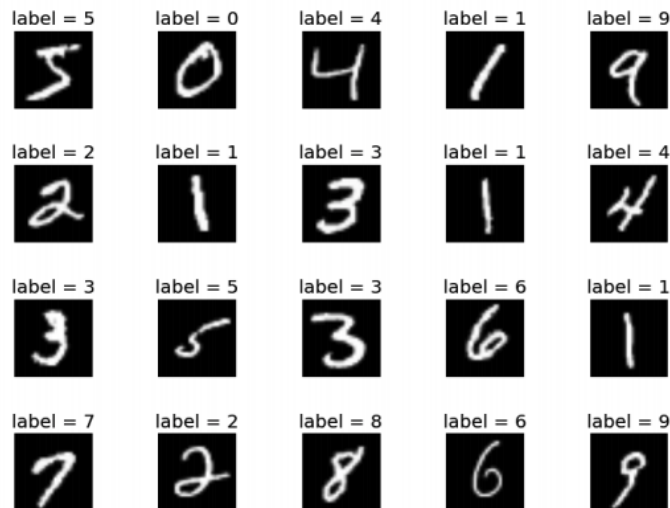 label = 5 label = 0 label = 4 label = 1 label = 9
5 0 4 1 9
label = 2 label = 1 label = 3 label = 1 label = 4
2 1 3 1 4
label = 3 label = 5 label = 3 label = 6 label = 1
3 5 3 6 1
label = 7 label = 2 label = 8 label = 6 label = 9
7 2 8 6 9